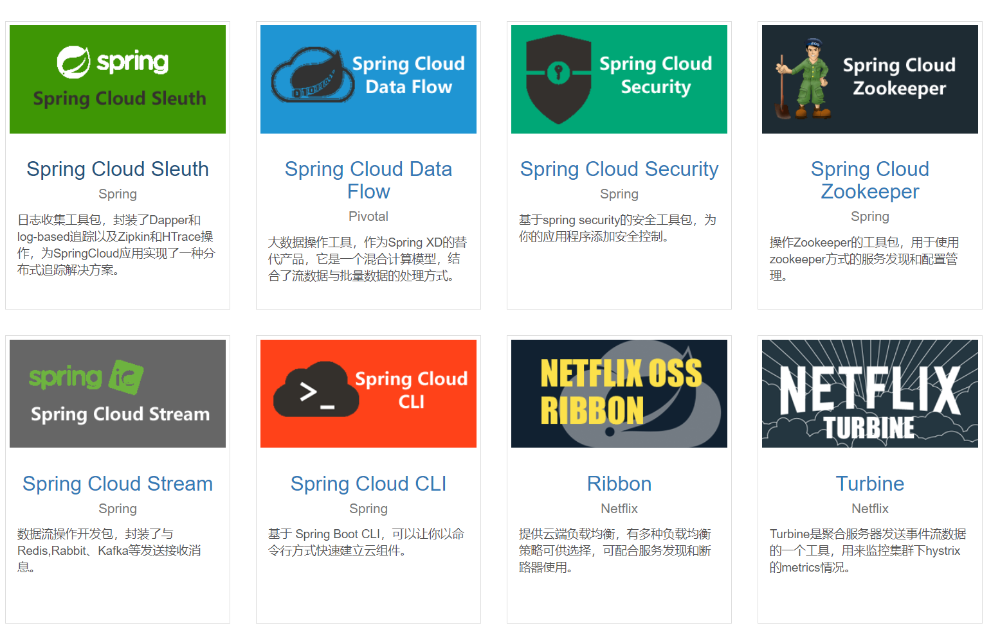 spring
Spring Cloud Sleuth
Spring Cloud Sleuth
Spring
日志收集工具包，封装了Dapper和
log-based追踪以及Zipkin和HTrace操
作，为SpringCloud应用实现了一种分
布式追踪解决方案。
Spring Cloud
Data Flow
Spring Cloud Data
Flow
Pivotal
大数据操作工具，作为Spring XD的替
代产品，它是一个混合计算模型，结
合了流数据与批量数据的处理方式。
Spring Cloud
Security
Spring Cloud Security
Spring
基于spring security的安全工具包，为
你的应用程序添加安全控制。
ZOO
Spring Cloud
Zookeeper
Spring Cloud
Zookeeper
Spring
操作Zookeeper的工具包，用于使用
zookeeper方式的服务发现和配置管
理。
spring io
Spring Cloud Stream
Spring Cloud Stream
Spring
数据流操作开发包，封装了与
Redis,Rabbit、Kafka等发送接收消
息。
>_
Spring Cloud
CLI
Spring Cloud CLI
Spring
基于 Spring Boot CLI，可以让你以命
令行方式快速建立云组件。
NETFLIX OSS
RIBBON
Ribbon
Netflix
提供云端负载均衡，有多种负载均衡
策略可供选择，可配合服务发现和断
路器使用。
NETFLIX
TURBINE
Turbine
Netflix
Turbine是聚合服务器发送事件流数据
的一个工具，用来监控集群下hystrix
的metrics情况。